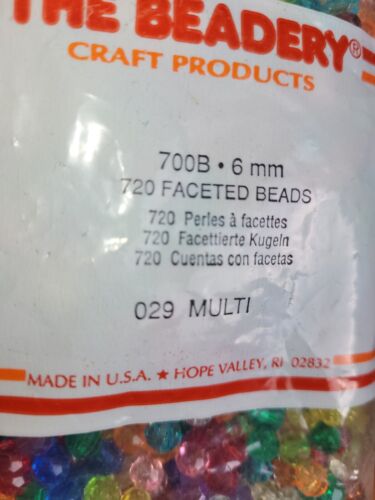 THE BEADERY®
CRAFT PRODUCTS
700B • 6 mm
720 FACETED BEADS
720 Perles à facettes
720 Facettierte Kugeln
720 Cuentas con facetas
029 MULTI
MADE IN U.S.A. ★ HOPE VALLEY, RI 02832